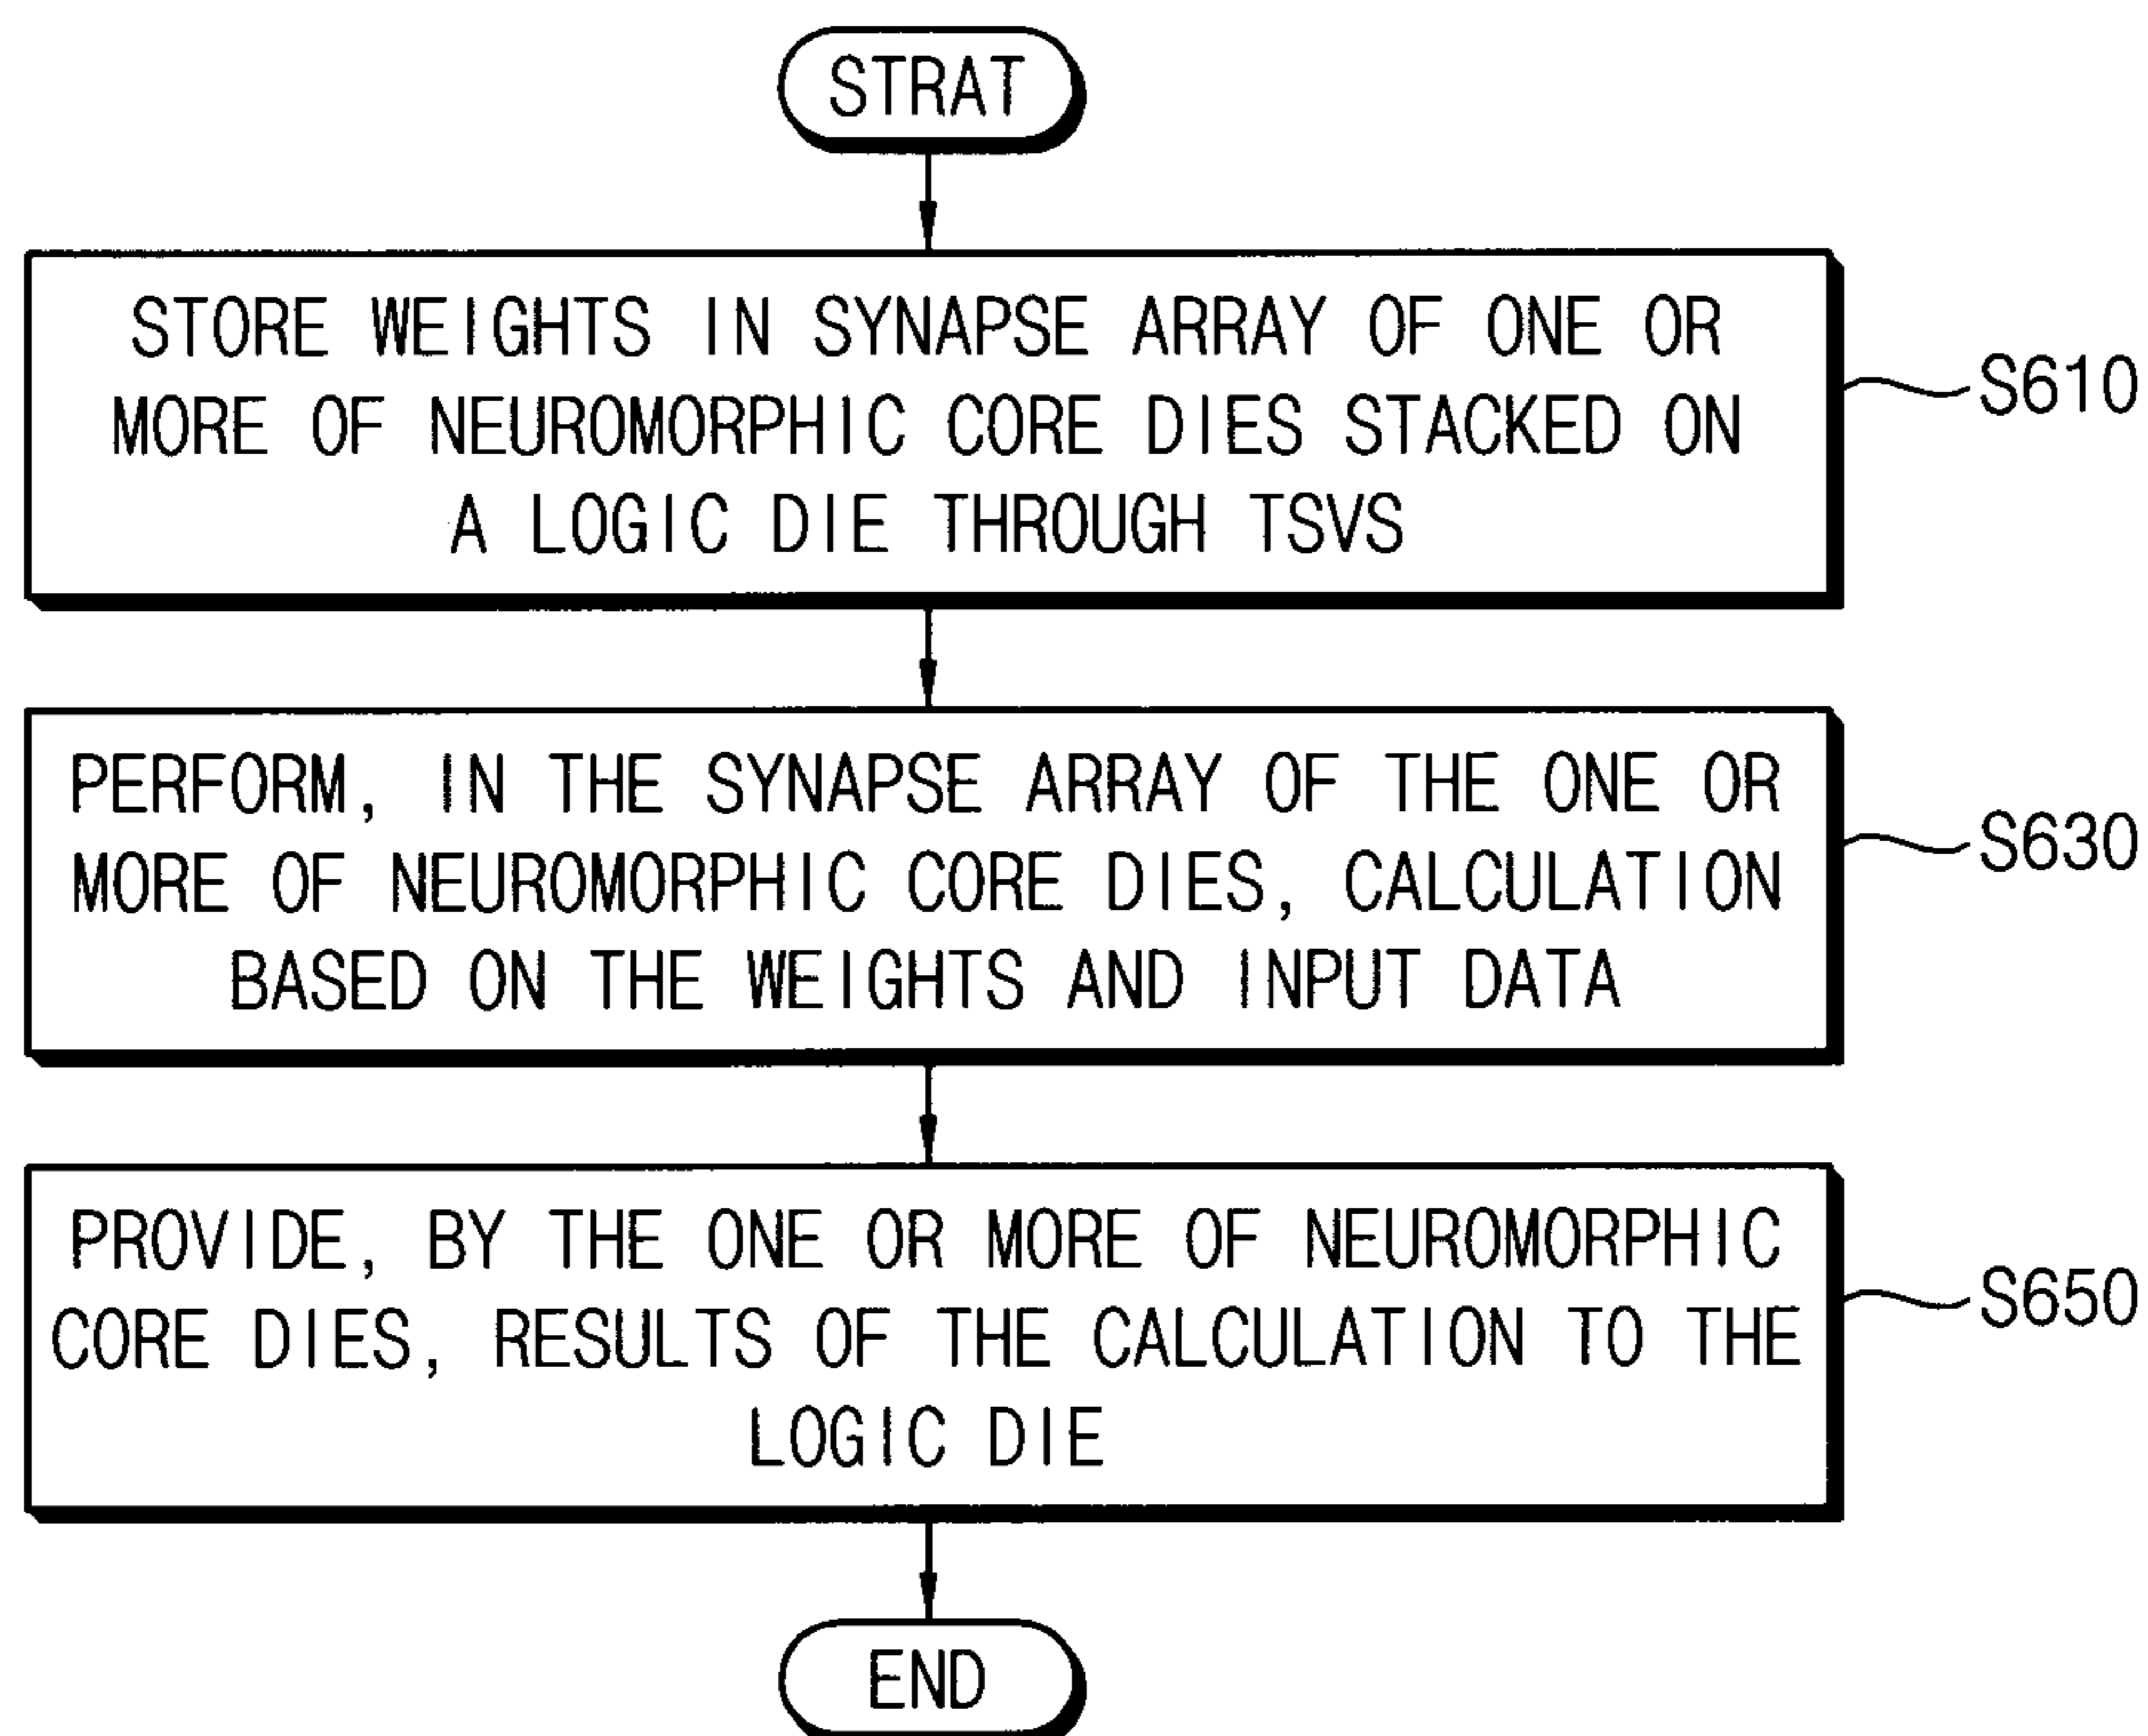 STRAT
STORE WEIGHTS IN SYNAPSE ARRAY OF ONE OR
MORE OF NEUROMORPHIC CORE DIES STACKED ON
A LOGIC DIE THROUGH TSVS
S610
PERFORM, IN THE SYNAPSE ARRAY OF THE ONE OR
MORE OF NEUROMORPHIC CORE DIES, CALCULATION
BASED ON THE WEIGHTS AND INPUT DATA
S630
PROVIDE, BY THE ONE OR MORE OF NEUROMORPHIC
CORE DIES, RESULTS OF THE CALCULATION TO THE
LOGIC DIE
S650
END